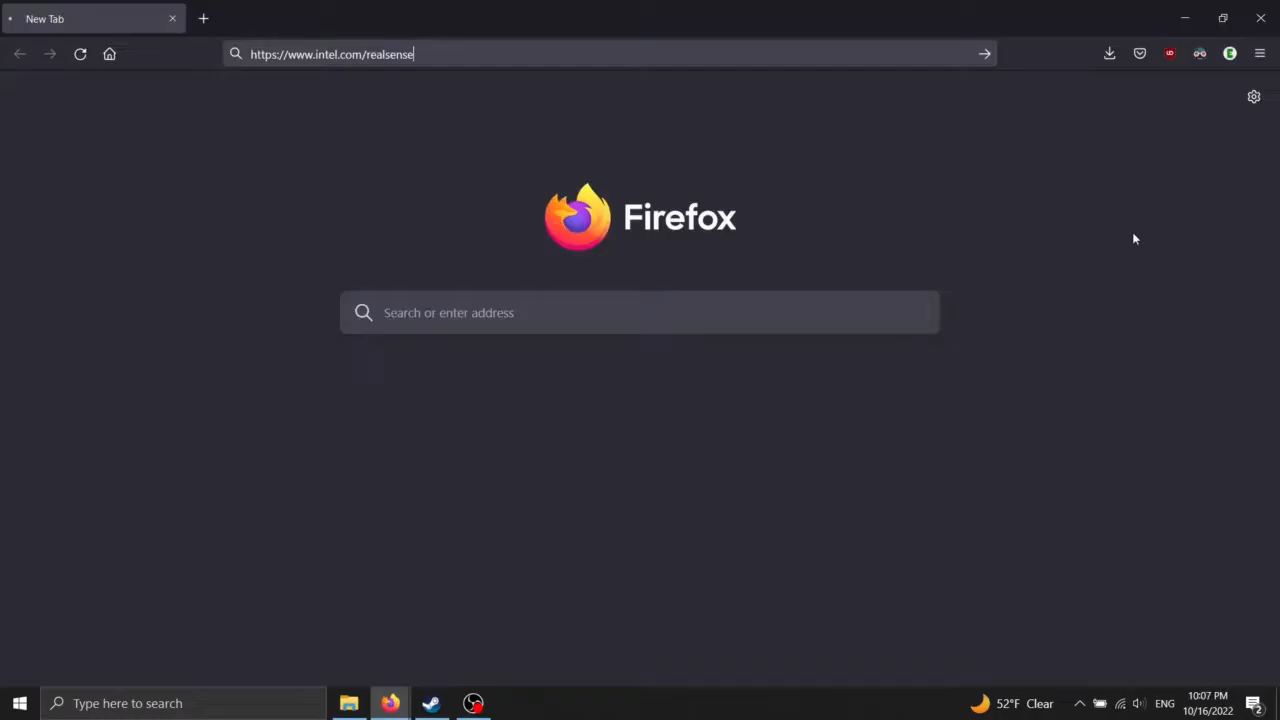 New Tab
https://www.intel.com/realsense
Firefox
Search or enter address
Type here to search
52°F Clear
ENG
10:07 PM
10/16/2022
2